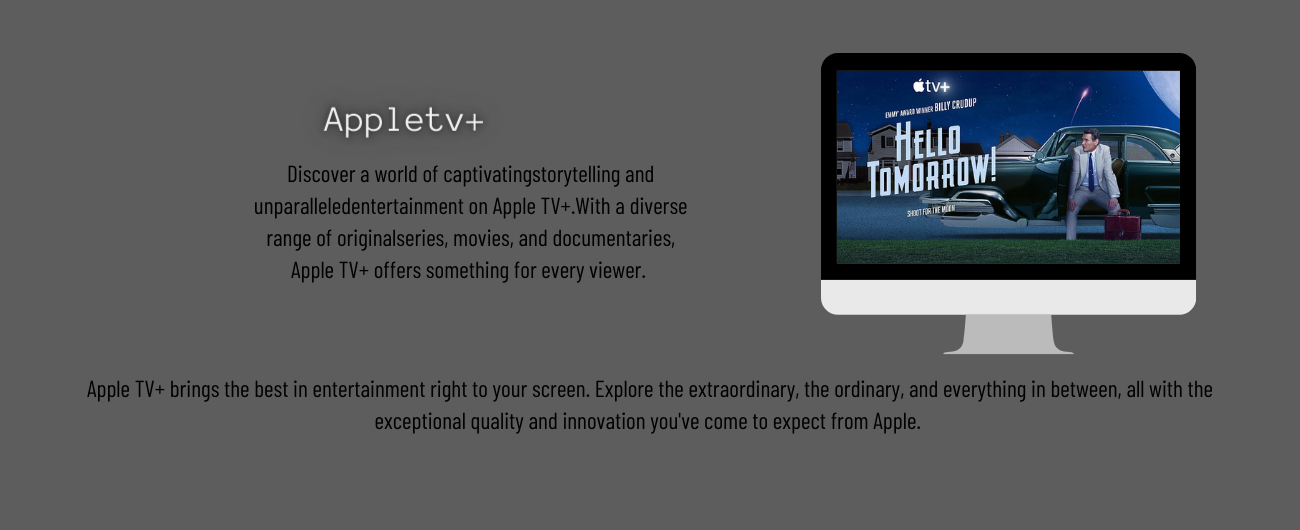 Appletv+
Discover a world of captivatingstorytelling and
unparalleledentertainment on Apple TV+.With a diverse
range of originalseries, movies, and documentaries,
Apple TV+ offers something for every viewer.
tv+
EMMY AWARD WINNER BILLY CRUDUP
HELLO
TOMORROW!
SHOOT FOR THE MOON
Apple TV+ brings the best in entertainment right to your screen. Explore the extraordinary, the ordinary, and everything in between, all with the
exceptional quality and innovation you've come to expect from Apple.